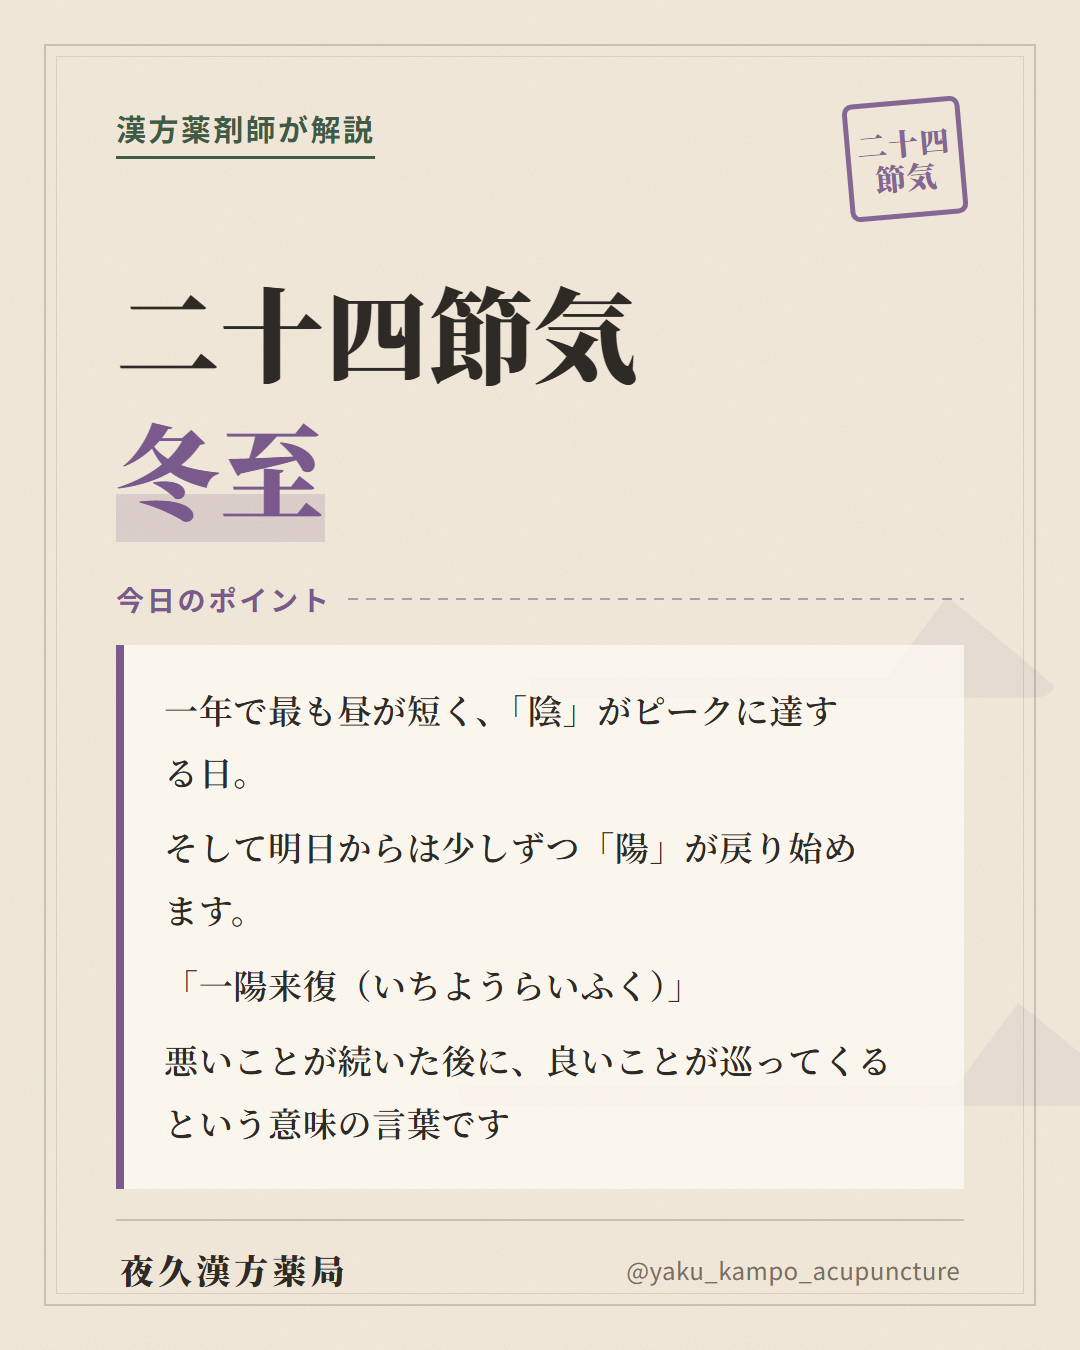 漢方薬剤師が解説
二十四
節気
二十四節気
冬至
今日のポイント
一年で最も昼が短く、「陰」がピークに達す
る日。
そして明日からは少しずつ「陽」が戻り始め
ます。
「一陽来復（いちようらいふく）」
悪いことが続いた後に、良いことが巡ってくる
という意味の言葉です
夜久漢方薬局
@yaku_kampo_acupuncture